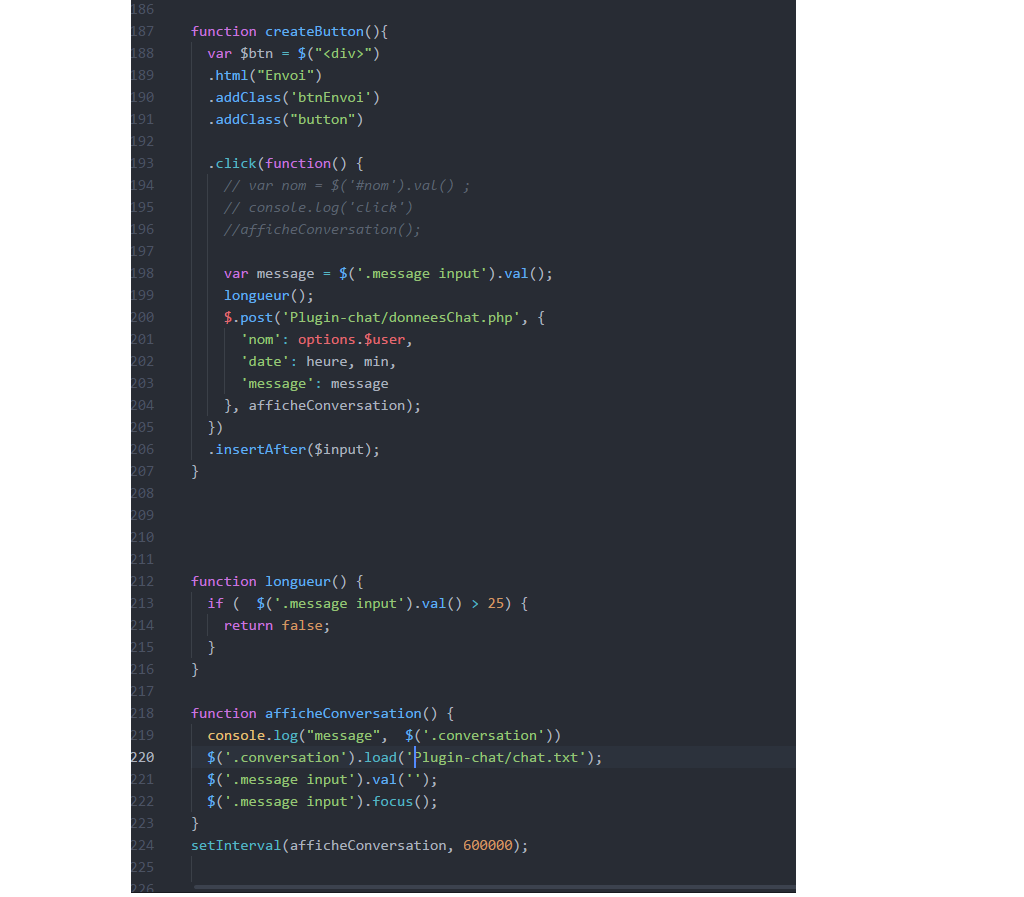 186
187 function createButton(){
188 var $btn = $("<div>")
189 .html("Envoi")
190 .addClass('btnEnvoi')
191 .addClass("button")
192
193 .click(function() {
194 // var nom = $('#nom').val() ;
195 // console.log('click')
196 //afficheConversation();
197
198 var message = $('.message input').val();
199 longueur();
200 $.post('Plugin-chat/donneesChat.php', {
201 'nom': options.$user,
202 'date': heure, min,
203 'message': message
204 }, afficheConversation);
205 })
206 .insertAfter($input);
207 }
208
209
210
211
212 function longueur() {
213 if (  $('.message input').val() > 25) {
214 return false;
215 }
216 }
217
218 function afficheConversation() {
219 console.log("message",  $('.conversation'))
220 $('.conversation').load('Plugin-chat/chat.txt');
221 $('.message input').val('');
222 $('.message input').focus();
223 }
224 setInterval(afficheConversation, 600000);
225
226